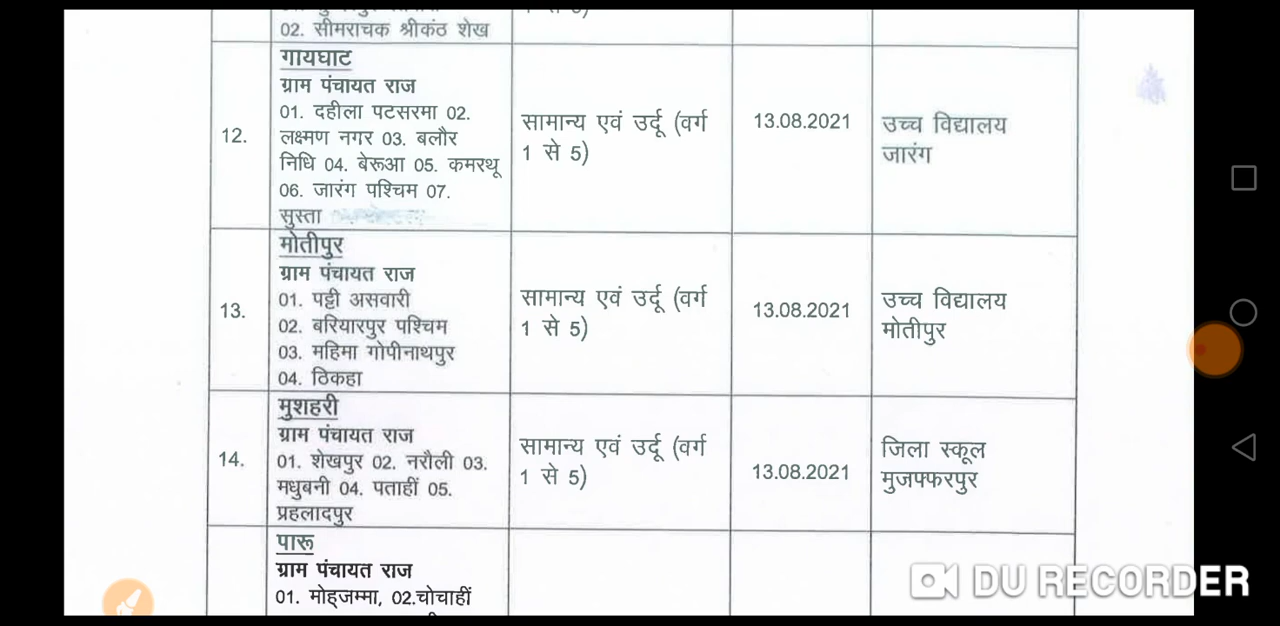 02. सीमराचक श्रीकंठ शेख
12.
गायघाट
ग्राम पंचायत राज
01. दहीला पटसरमा 02.
लक्ष्मण नगर 03. बलौर
निधि 04. बेरूआ 05. कमरथू
06. जारंग पश्चिम 07.
सुस्ता
सामान्य एवं उर्दू (वर्ग
1 से 5)
13.08.2021
उच्च विद्यालय
जारंग
13.
मोतीपुर
ग्राम पंचायत राज
01. पट्टी असवारी
02. बरियारपुर पश्चिम
03. महिमा गोपीनाथपुर
04. ठिकहा
सामान्य एवं उर्दू (वर्ग
1 से 5)
13.08.2021
उच्च विद्यालय
मोतीपुर
14.
मुशहरी
ग्राम पंचायत राज
01. शेखपुर 02. नरौली 03.
मधुबनी 04. पताहीं 05.
प्रहलादपुर
सामान्य एवं उर्दू (वर्ग
1 से 5)
13.08.2021
जिला स्कूल
मुजफ्फरपुर
पारू
ग्राम पंचायत राज
01. मोहजम्मा, 02.चोचाहीं
DU RECORDER